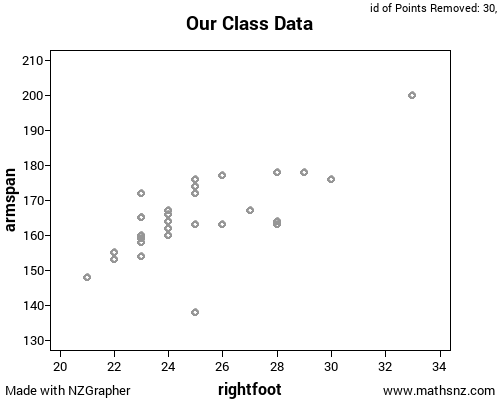 id of Points Removed: 30,
Our Class Data
armspan
210
200
190
180
170
160
150
140
130
20 22 24 26 28 30 32 34
Made with NZGrapher rightfoot www.mathsnz.com